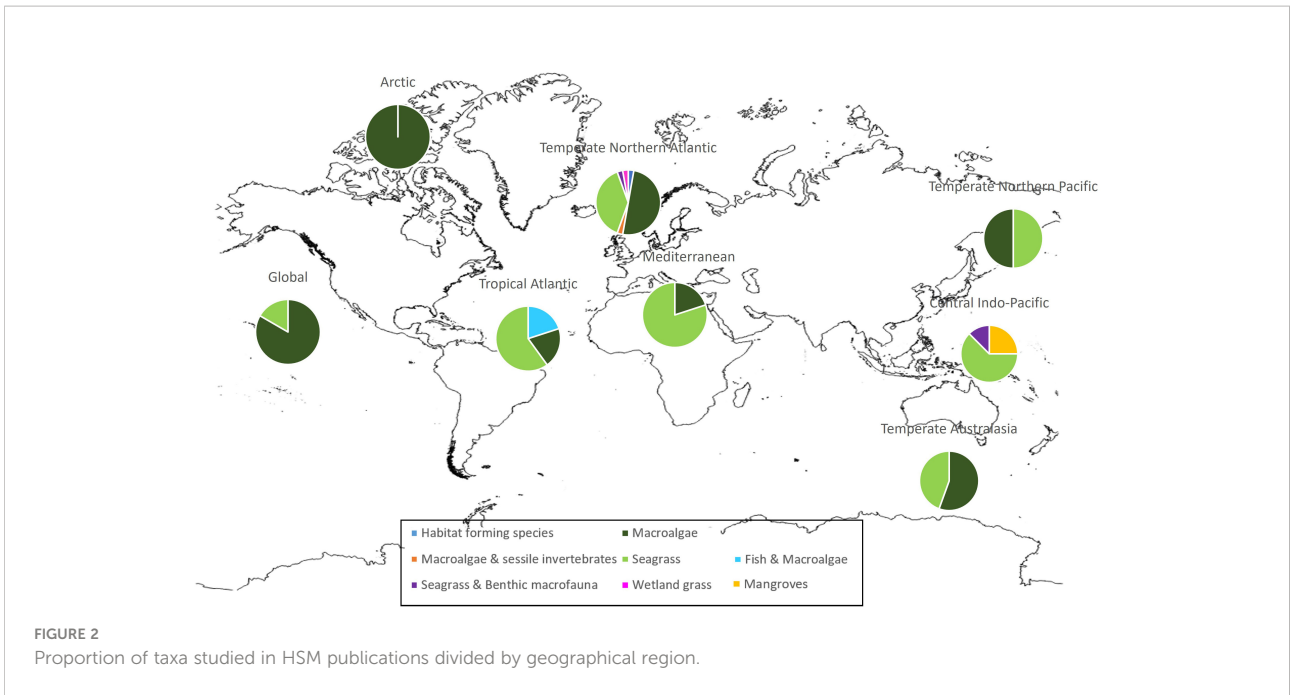 Arctic
Temperate Northern Atlantic
Temperate Northern Pacific
Mediterranean
Global
Tropical Atlantic
Central Indo-Pacific
Temperate Australasia
Habitat forming species
Macroalgae
Macroalgae & sessile invertebrates
Seagrass
Fish & Macroalgae
Seagrass & Benthic macrofauna
Wetland grass
Mangroves
FIGURE 2
Proportion of taxa studied in HSM publications divided by geographical region.